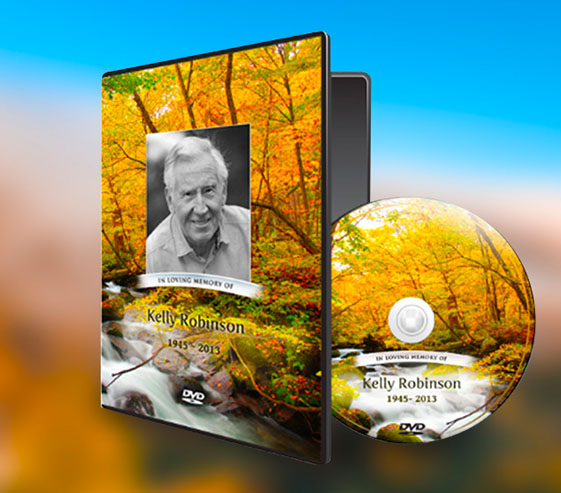 IN LOVING MEMORY OF
Kelly Robinson
1945 - 2013
DVD
IN LOVING MEMORY OF
Kelly Robinson
1945- 2013
DVD